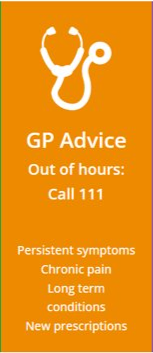 GP Advice
Out of hours:
Call 111
Persistent symptoms
Chronic pain
Long term
conditions
New prescriptions